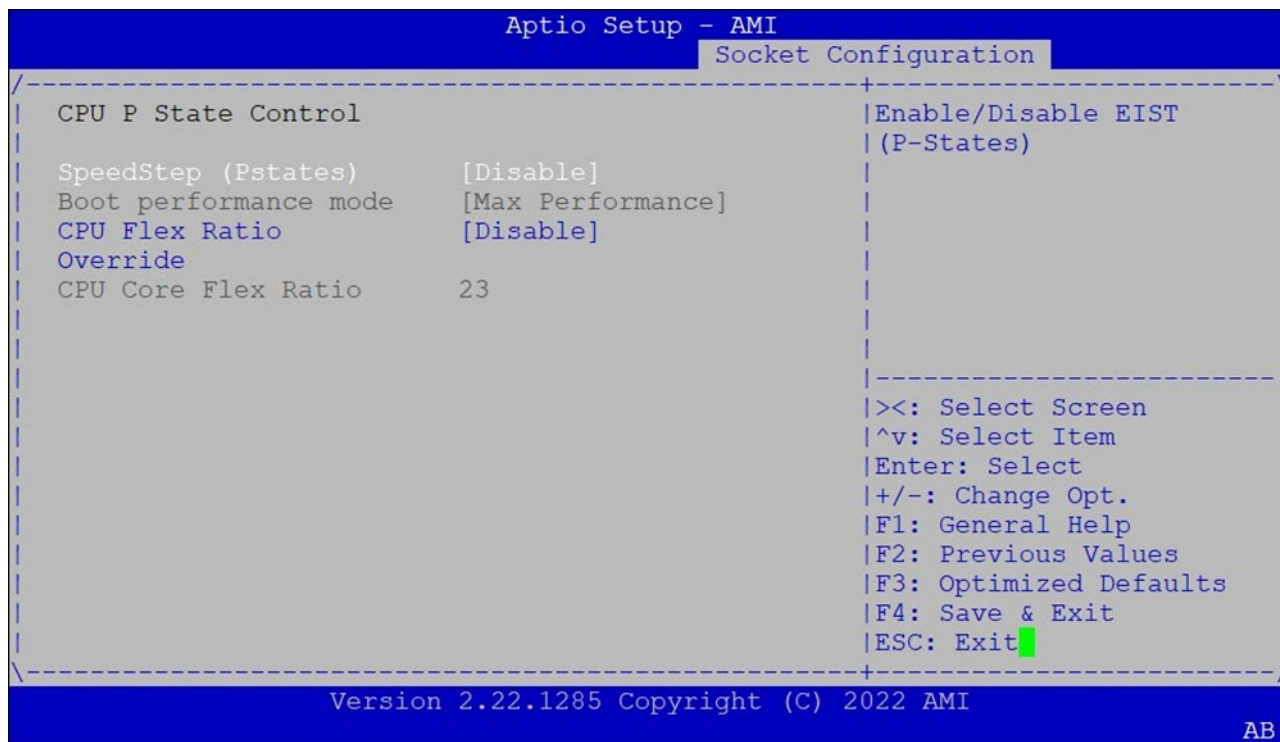 Aptio Setup - AMI
Socket Configuration
CPU P State Control
SpeedStep (Pstates) [Disable]
Boot performance mode [Max Performance]
CPU Flex Ratio [Disable]
Override
CPU Core Flex Ratio 23
Enable/Disable EIST
(P-States)
><: Select Screen
^v: Select Item
Enter: Select
+/-: Change Opt.
F1: General Help
F2: Previous Values
F3: Optimized Defaults
F4: Save & Exit
ESC: Exit
Version 2.22.1285 Copyright (C) 2022 AMI
AB